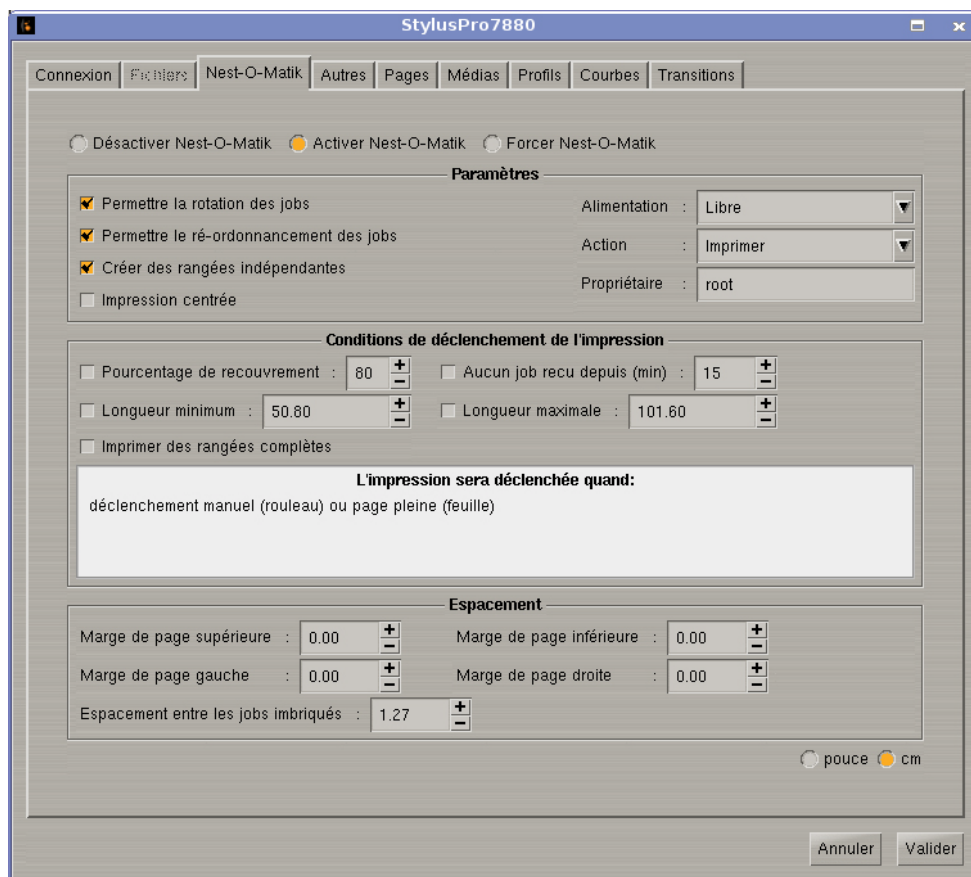 StylusPro7880
Connexion Fichiers Nest-O-Matik Autres Pages Médias Profils Courbes Transitions
Désactiver Nest-O-Matik Activer Nest-O-Matik Forcer Nest-O-Matik
Paramètres
Permettre la rotation des jobs Alimentation : Libre
Permettre le ré-ordonnancement des jobs Action : Imprimer
Créer des rangées indépendantes Propriétaire : root
Impression centrée
Conditions de déclenchement de l'impression
Pourcentage de recouvrement : 80 Aucun job recu depuis (min) : 15
Longueur minimum : 50.80 Longueur maximale : 101.60
Imprimer des rangées complètes
L'impression sera déclenchée quand:
déclenchement manuel (rouleau) ou page pleine (feuille)
Espacement
Marge de page supérieure : 0.00 Marge de page inférieure : 0.00
Marge de page gauche : 0.00 Marge de page droite : 0.00
Espacement entre les jobs imbriqués : 1.27
pouce cm
Annuler Valider